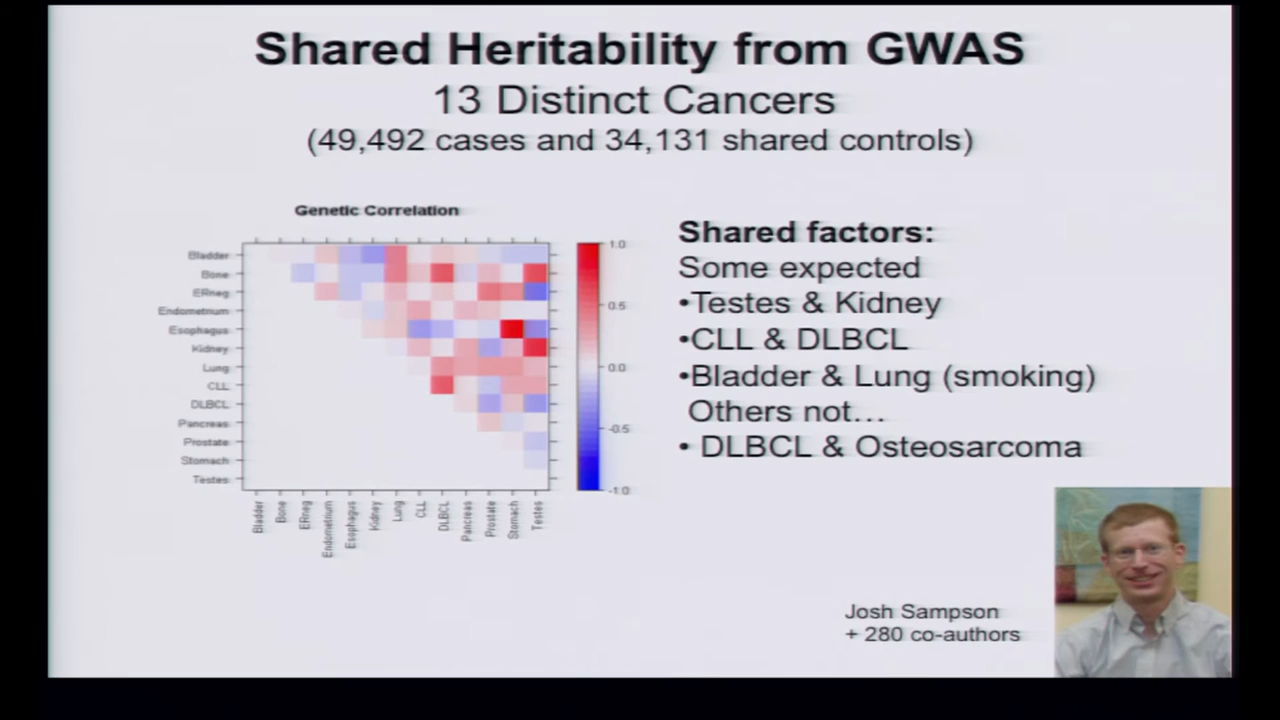 Shared Heritability from GWAS
13 Distinct Cancers
(49,492 cases and 34,131 shared controls)
Genetic Correlation
Bladder
Bone
ERneg
Endometrium
Esophagus
Kidney
Lung
CLL
DLBCL
Pancreas
Prostate
Stomach
Testes
Bladder
Bone
ERneg
Endometrium
Esophagus
Kidney
Lung
CLL
DLBCL
Pancreas
Prostate
Stomach
Testes
1.0
0.5
0.0
-0.5
-1.0
Shared factors:
Some expected
•Testes & Kidney
•CLL & DLBCL
•Bladder & Lung (smoking)
Others not…
• DLBCL & Osteosarcoma
Josh Sampson
+ 280 co-authors